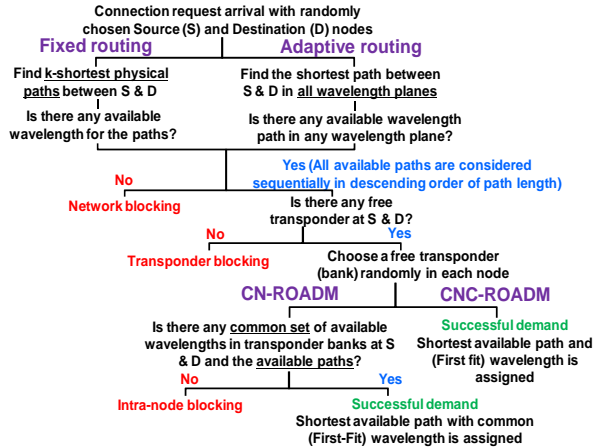 Connection request arrival with randomly
chosen Source (S) and Destination (D) nodes
Fixed routing
Adaptive routing
Find k-shortest physical
paths between S & D
Find the shortest path between
S & D in all wavelength planes
Is there any available
wavelength for the paths?
Is there any available wavelength
path in any wavelength plane?
No
Network blocking
Yes (All available paths are considered
sequentially in descending order of path length)
Is there any free
transponder at S & D?
No
Yes
Transponder blocking
Choose a free transponder
(bank) randomly in each node
CN-ROADM
CNC-ROADM
Is there any common set of available
wavelengths in transponder banks at S
& D and the available paths?
Successful demand
Shortest available path and
(First fit) wavelength is
assigned
No
Yes
Intra-node blocking
Successful demand
Shortest available path with common
(First-Fit) wavelength is assigned